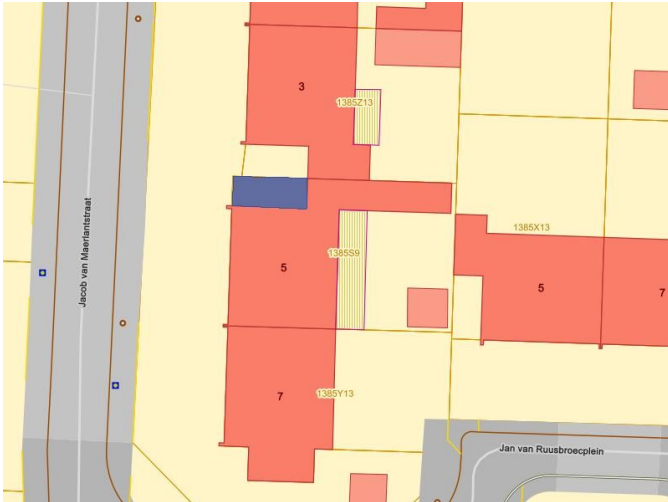 3
1385Z13
Jacob van Maerlantstraat
1385S9
5
1385X13
5
7
7
1385Y13
Jan van Ruusbroecplein